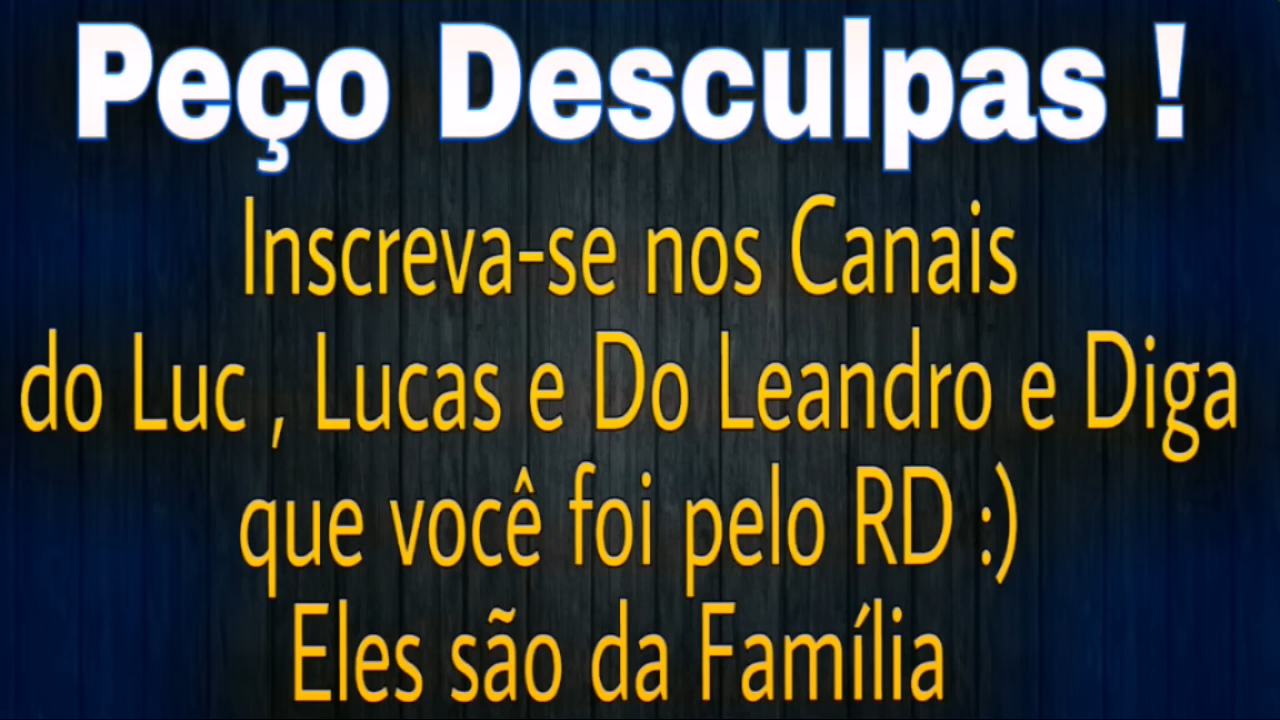 Peço Desculpas !
Inscreva-se nos Canais
do Luc , Lucas e Do Leandro e Diga
que você foi pelo RD :)
Eles são da Família